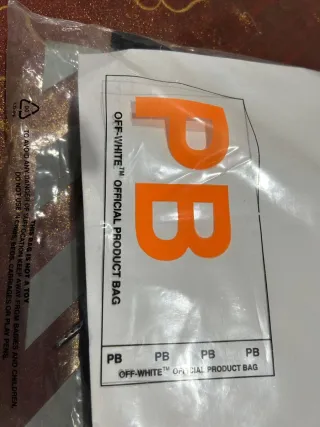 PB
OFF-WHITE™ OFFICIAL PRODUCT BAG
PB PB PB PB
OFF-WHITE™ OFFICIAL PRODUCT BAG
THIS BAG IS NOT A TOY
TO AVOID ANY DANGER OF SUFFOCATION KEEP AWAY FROM BABIES AND CHILDREN.
DO NOT USE IN CRIBS, BEDS, CARRIAGES OR PLAY PENS.